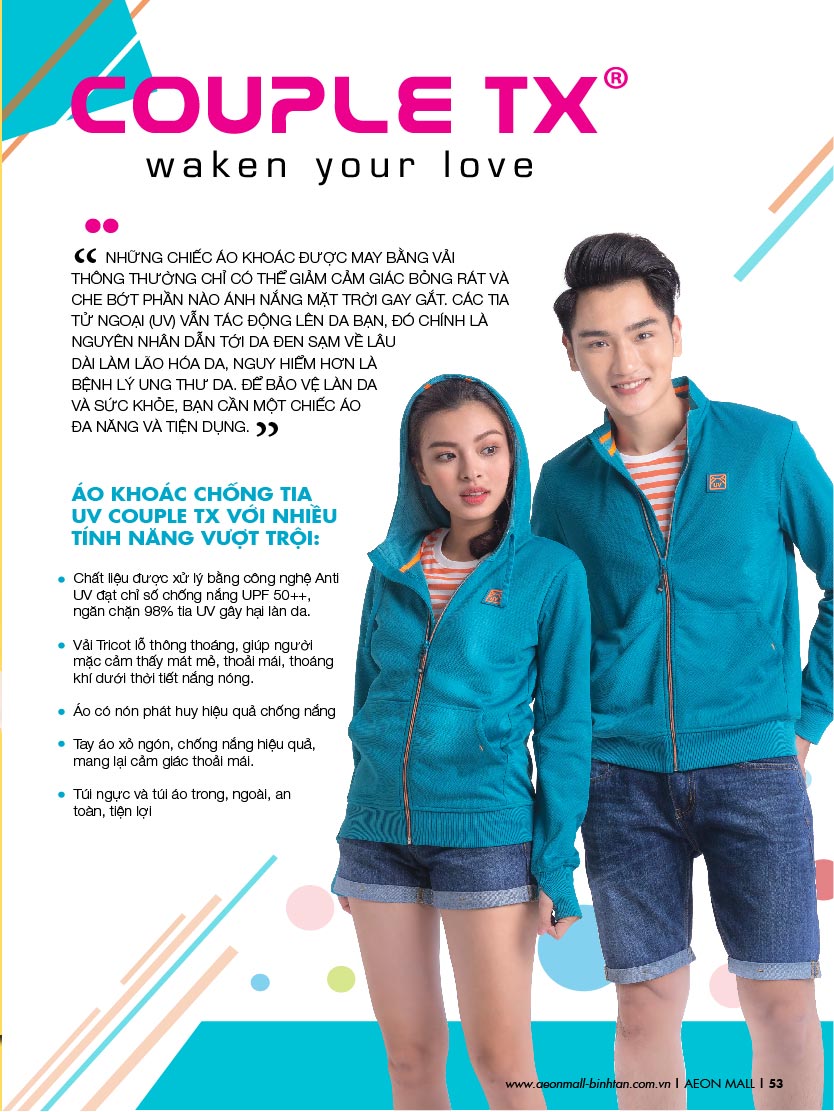 COUPLE TX®
waken your love
“ NHỮNG CHIẾC ÁO KHOÁC ĐƯỢC MAY BẰNG VẢI
THÔNG THƯỜNG CHỈ CÓ THỂ GIẢM CẢM GIÁC BỎNG RÁT VÀ
CHE BỚT PHẦN NÀO ÁNH NẮNG MẶT TRỜI GAY GẮT. CÁC TIA
TỬ NGOẠI (UV) VẪN TÁC ĐỘNG LÊN DA BẠN, ĐÓ CHÍNH LÀ
NGUYÊN NHÂN DẪN TỚI DA ĐEN SẠM VỀ LÂU
DÀI LÀM LÃO HÓA DA, NGUY HIỂM HƠN LÀ
BỆNH LÝ UNG THƯ DA. ĐỂ BẢO VỆ LÀN DA
VÀ SỨC KHỎE, BẠN CẦN MỘT CHIẾC ÁO
ĐA NĂNG VÀ TIỆN DỤNG. ”
ÁO KHOÁC CHỐNG TIA
UV COUPLE TX VỚI NHIỀU
TÍNH NĂNG VƯỢT TRỘI:
• Chất liệu được xử lý bằng công nghệ Anti
UV đạt chỉ số chống nắng UPF 50++,
ngăn chặn 98% tia UV gây hại làn da.
• Vải Tricot lỗ thông thoáng, giúp người
mặc cảm thấy mát mẻ, thoải mái, thoáng
khí dưới thời tiết nắng nóng.
• Áo có nón phát huy hiệu quả chống nắng
• Tay áo xỏ ngón, chống nắng hiệu quả,
mang lại cảm giác thoải mái.
• Túi ngực và túi áo trong, ngoài, an
toàn, tiện lợi
UV
www.aeonmall-binhtan.com.vn | AEON MALL | 53